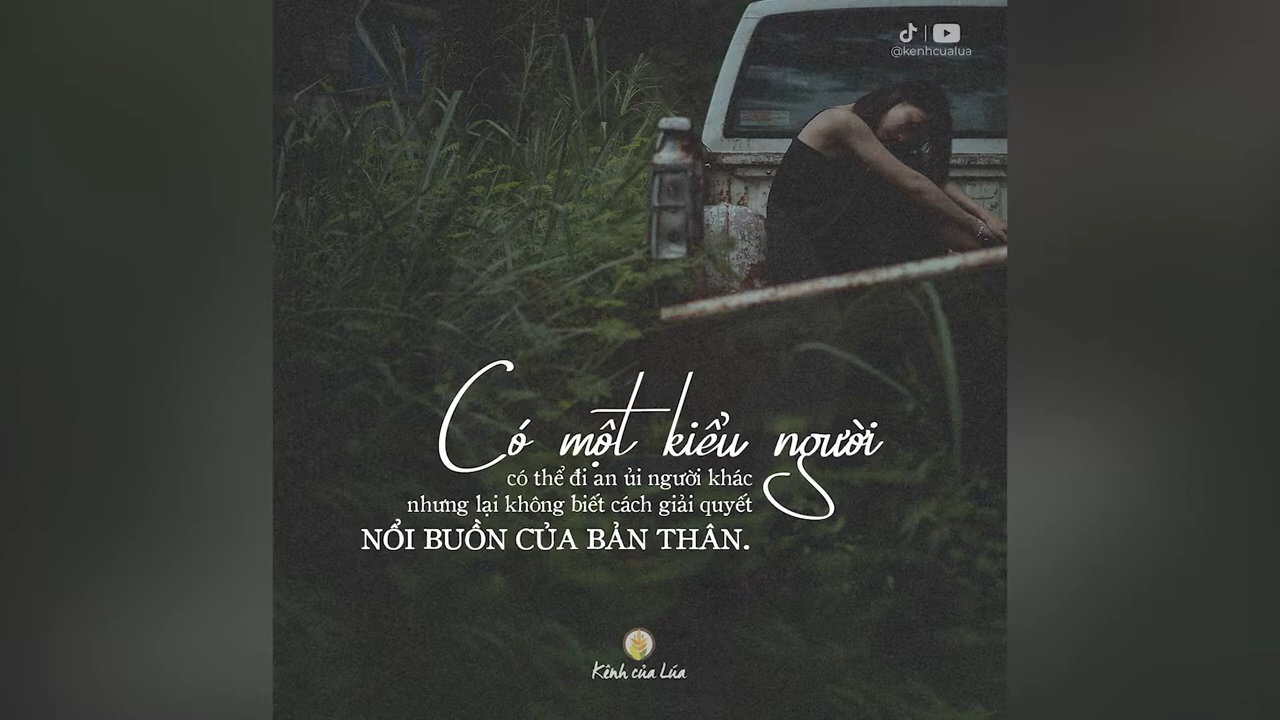 @kenhcualua
Có một kiểu người
có thể đi an ủi người khác
nhưng lại không biết cách giải quyết
NỔI BUỒN CỦA BẢN THÂN.
Kênh của Lúa